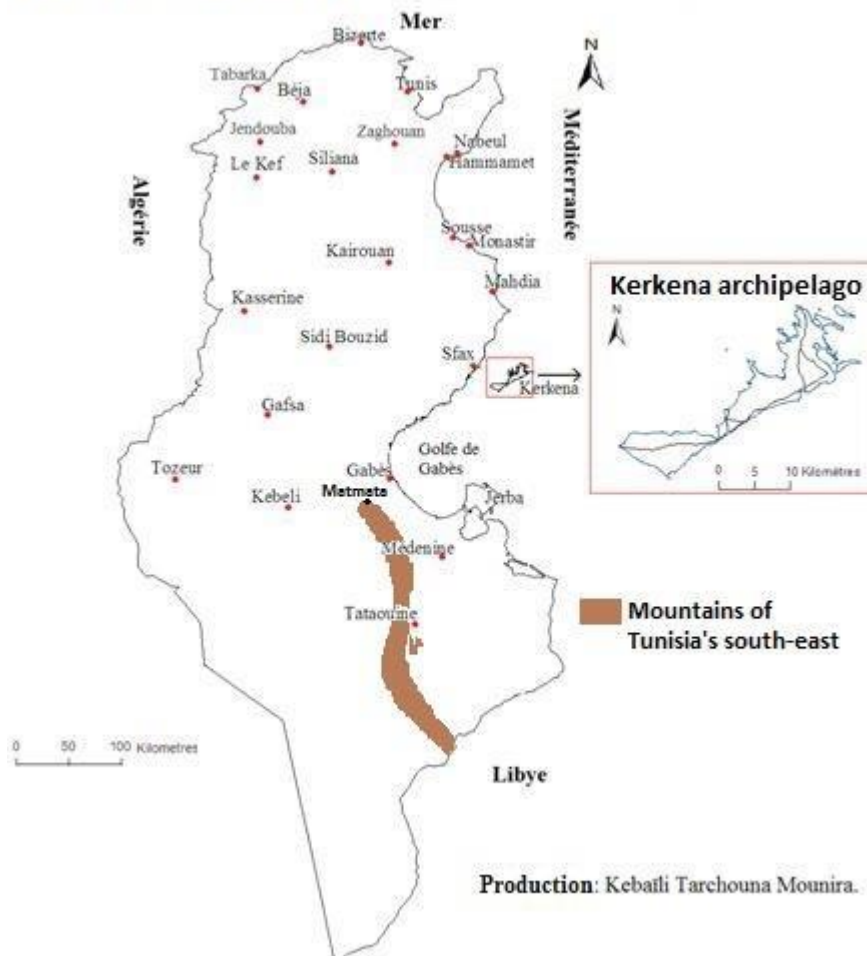 Mer
Bizerte
N
Tabarka
Tunis
Béja
Jendouba
Zaghouan
Nabeul
Siliana
Hammamet
Le Kef
Méditerranée
Algérie
Sousse
Monastir
Kairouan
Kerkena archipelago
Mahdia
Kasserine
N
Sidi Bouzid
Sfax
Kerkena
Gafsa
Golfe de
Gabès
Tozeur
Gabès
0 5 10 Kilomètres
Matmata
Kebeli
Jerba
Médenine
Mountains of
Tunisia's south-east
Tataouine
0 50 100 Kilometres
Libye
Production: Kebaïli Tarchouna Mounira.